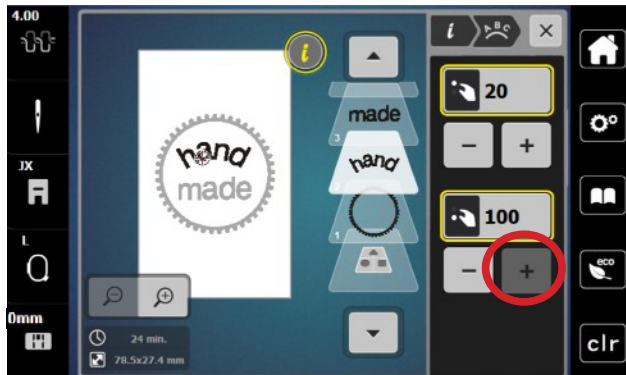 4.00
JX
L
0mm
hand
made
24 min.
78.5x27.4 mm
made
3
hand
1
i
i
ABC
20
- +
100
- +
eco
clr